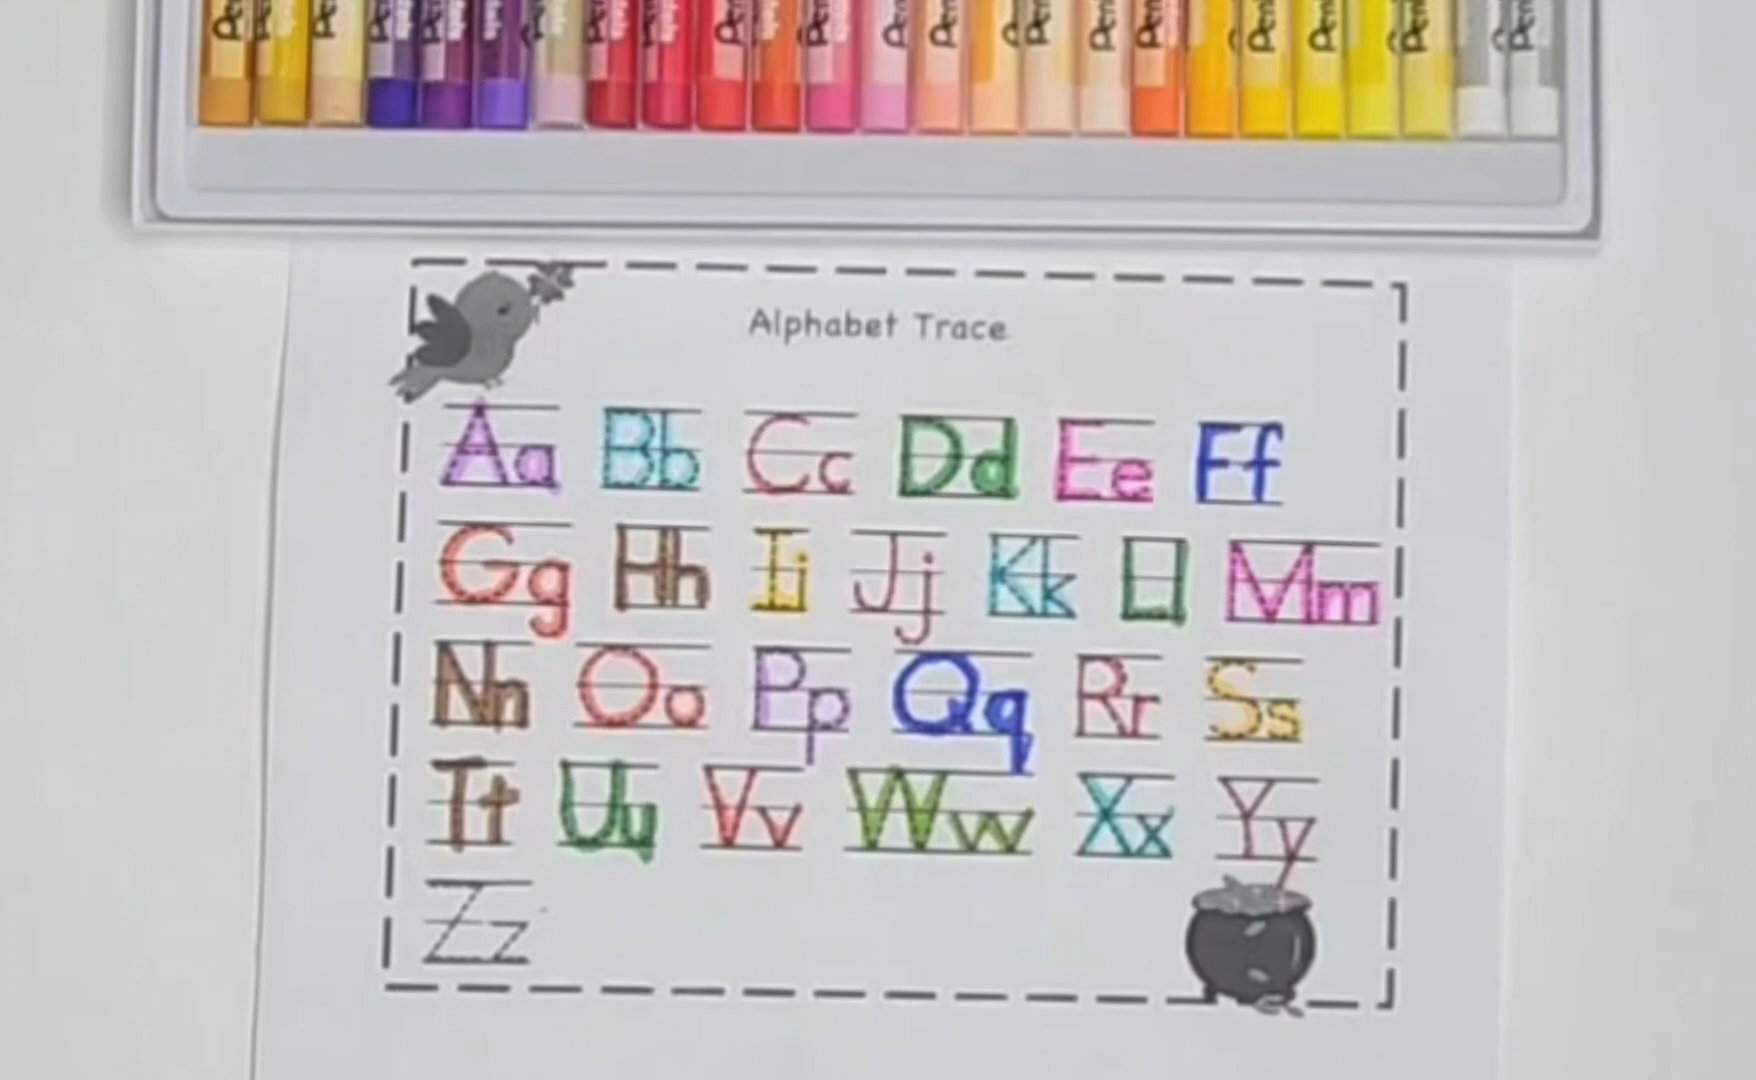 Alphabet Trace
Aa Bb Cc Dd Ee Ff
Gg Hh Ii Jj Kk Ll Mm
Nn Oo Pp Qq Rr Ss
Tt Uu Vv Ww Xx Yy
Zz